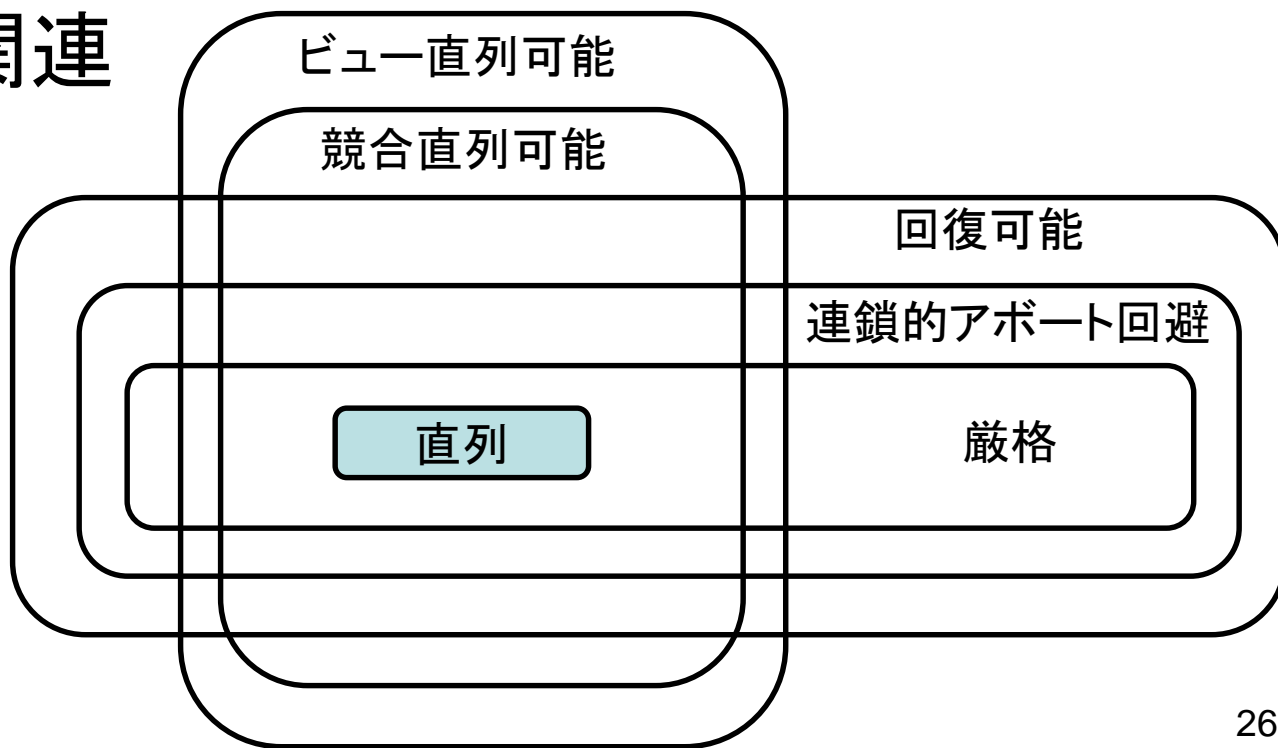 関連
ビュー直列可能
競合直列可能
回復可能
連鎖的アボート回避
直列
厳格
26